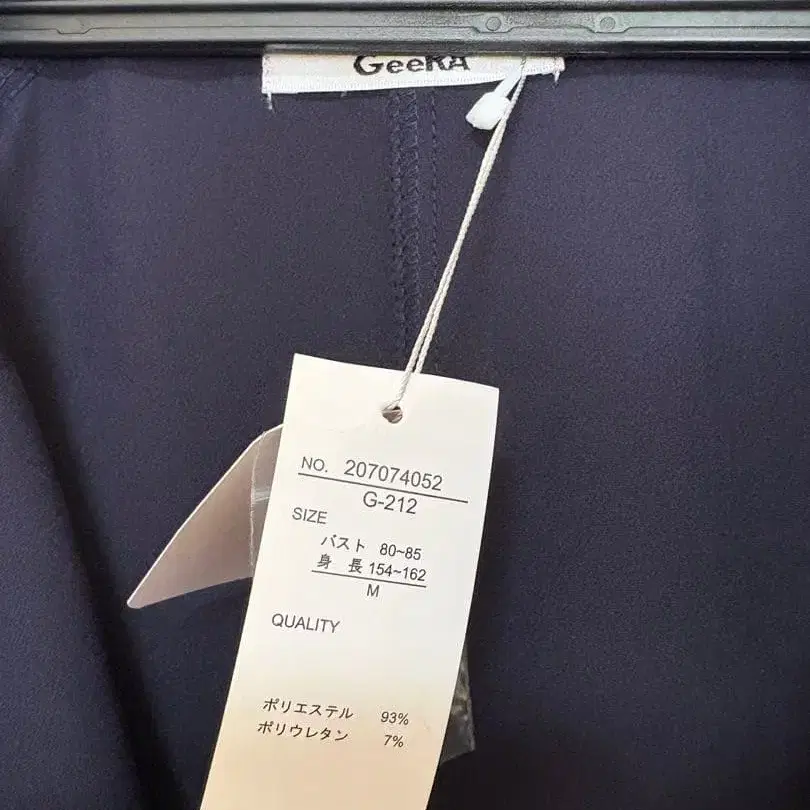 GeeRA
NO. 207074052
G-212
SIZE
バスト 80~85
身 長 154~162
M
QUALITY
ポリエステル 93%
ポリウレタン 7%